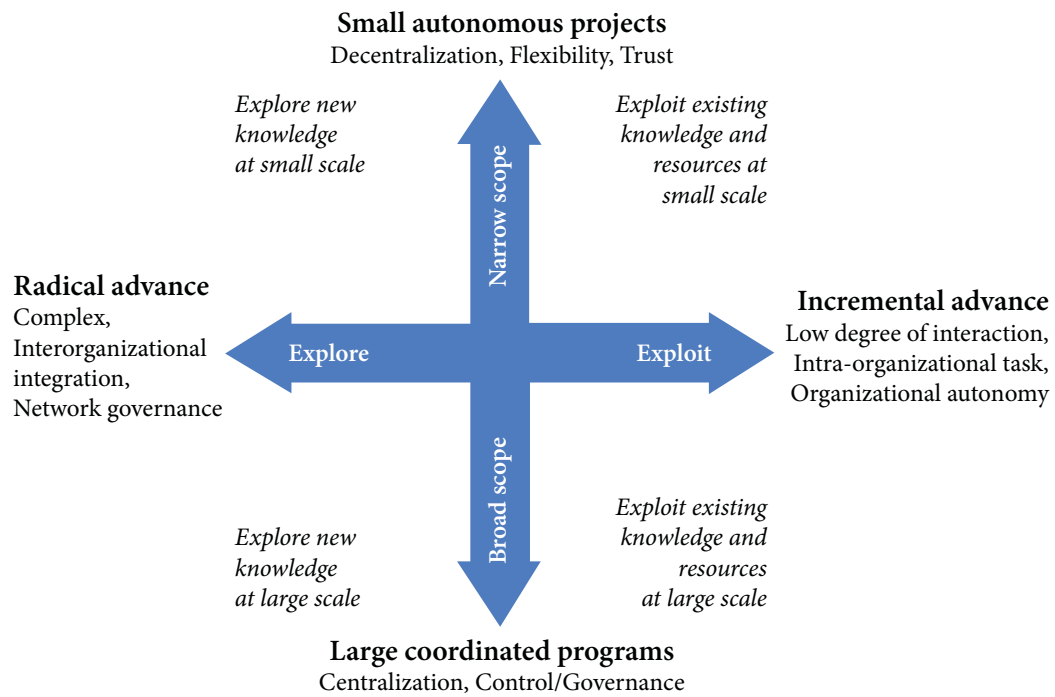 Small autonomous projects
Decentralization, Flexibility, Trust
Explore new
knowledge
at small scale
Exploit existing
knowledge and
resources at
small scale
Narrow scope
Radical advance
Complex,
Interorganizational
integration,
Network governance
Explore
Exploit
Incremental advance
Low degree of interaction,
Intra-organizational task,
Organizational autonomy
Broad scope
Explore new
knowledge
at large scale
Exploit existing
knowledge and
resources
at large scale
Large coordinated programs
Centralization, Control/Governance